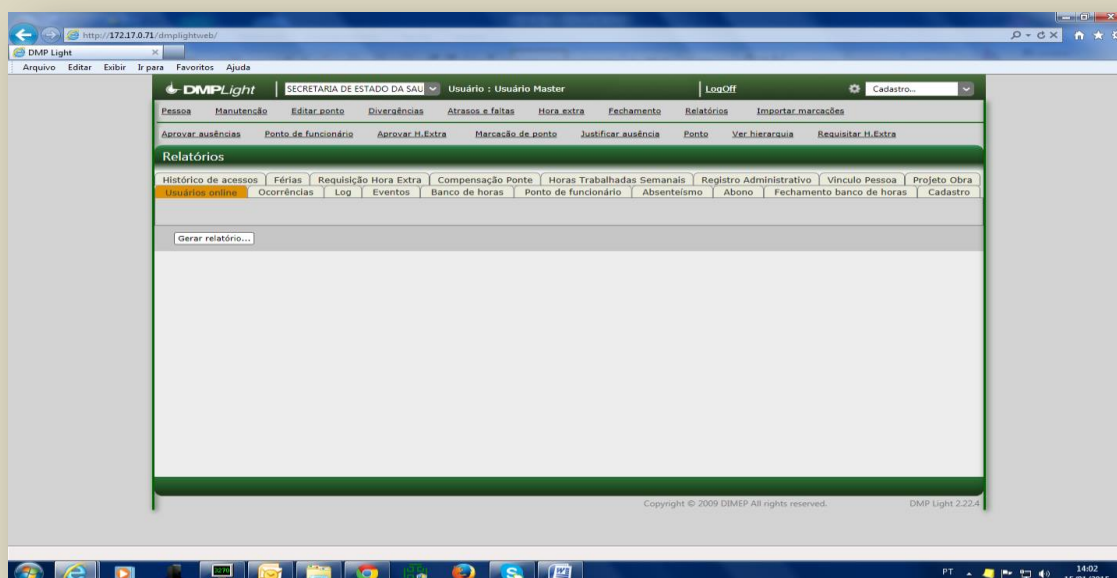 http://172.17.0.71/dmplightweb/
DMP Light
Arquivo Editar Exibir Ir para Favoritos Ajuda
DMPLight SECRETARIA DE ESTADO DA SAU Usuário : Usuário Master LogOff Cadastro...
Pessoa Manutenção Editar ponto Divergências Atrasos e faltas Hora extra Fechamento Relatórios Importar marcações
Aprovar ausências Ponto de funcionário Aprovar H.Extra Marcação de ponto Justificar ausência Ponto Ver hierarquia Requisitar H.Extra
Relatórios
Histórico de acessos Férias Requisição Hora Extra Compensação Ponte Horas Trabalhadas Semanais Registro Administrativo Vinculo Pessoa Projeto Obra
Usuários online Ocorrências Log Eventos Banco de horas Ponto de funcionário Absenteísmo Abono Fechamento banco de horas Cadastro
Gerar relatório...
Copyright © 2009 DIMEP All rights reserved. DMP Light 2.22.4
PT 14:02